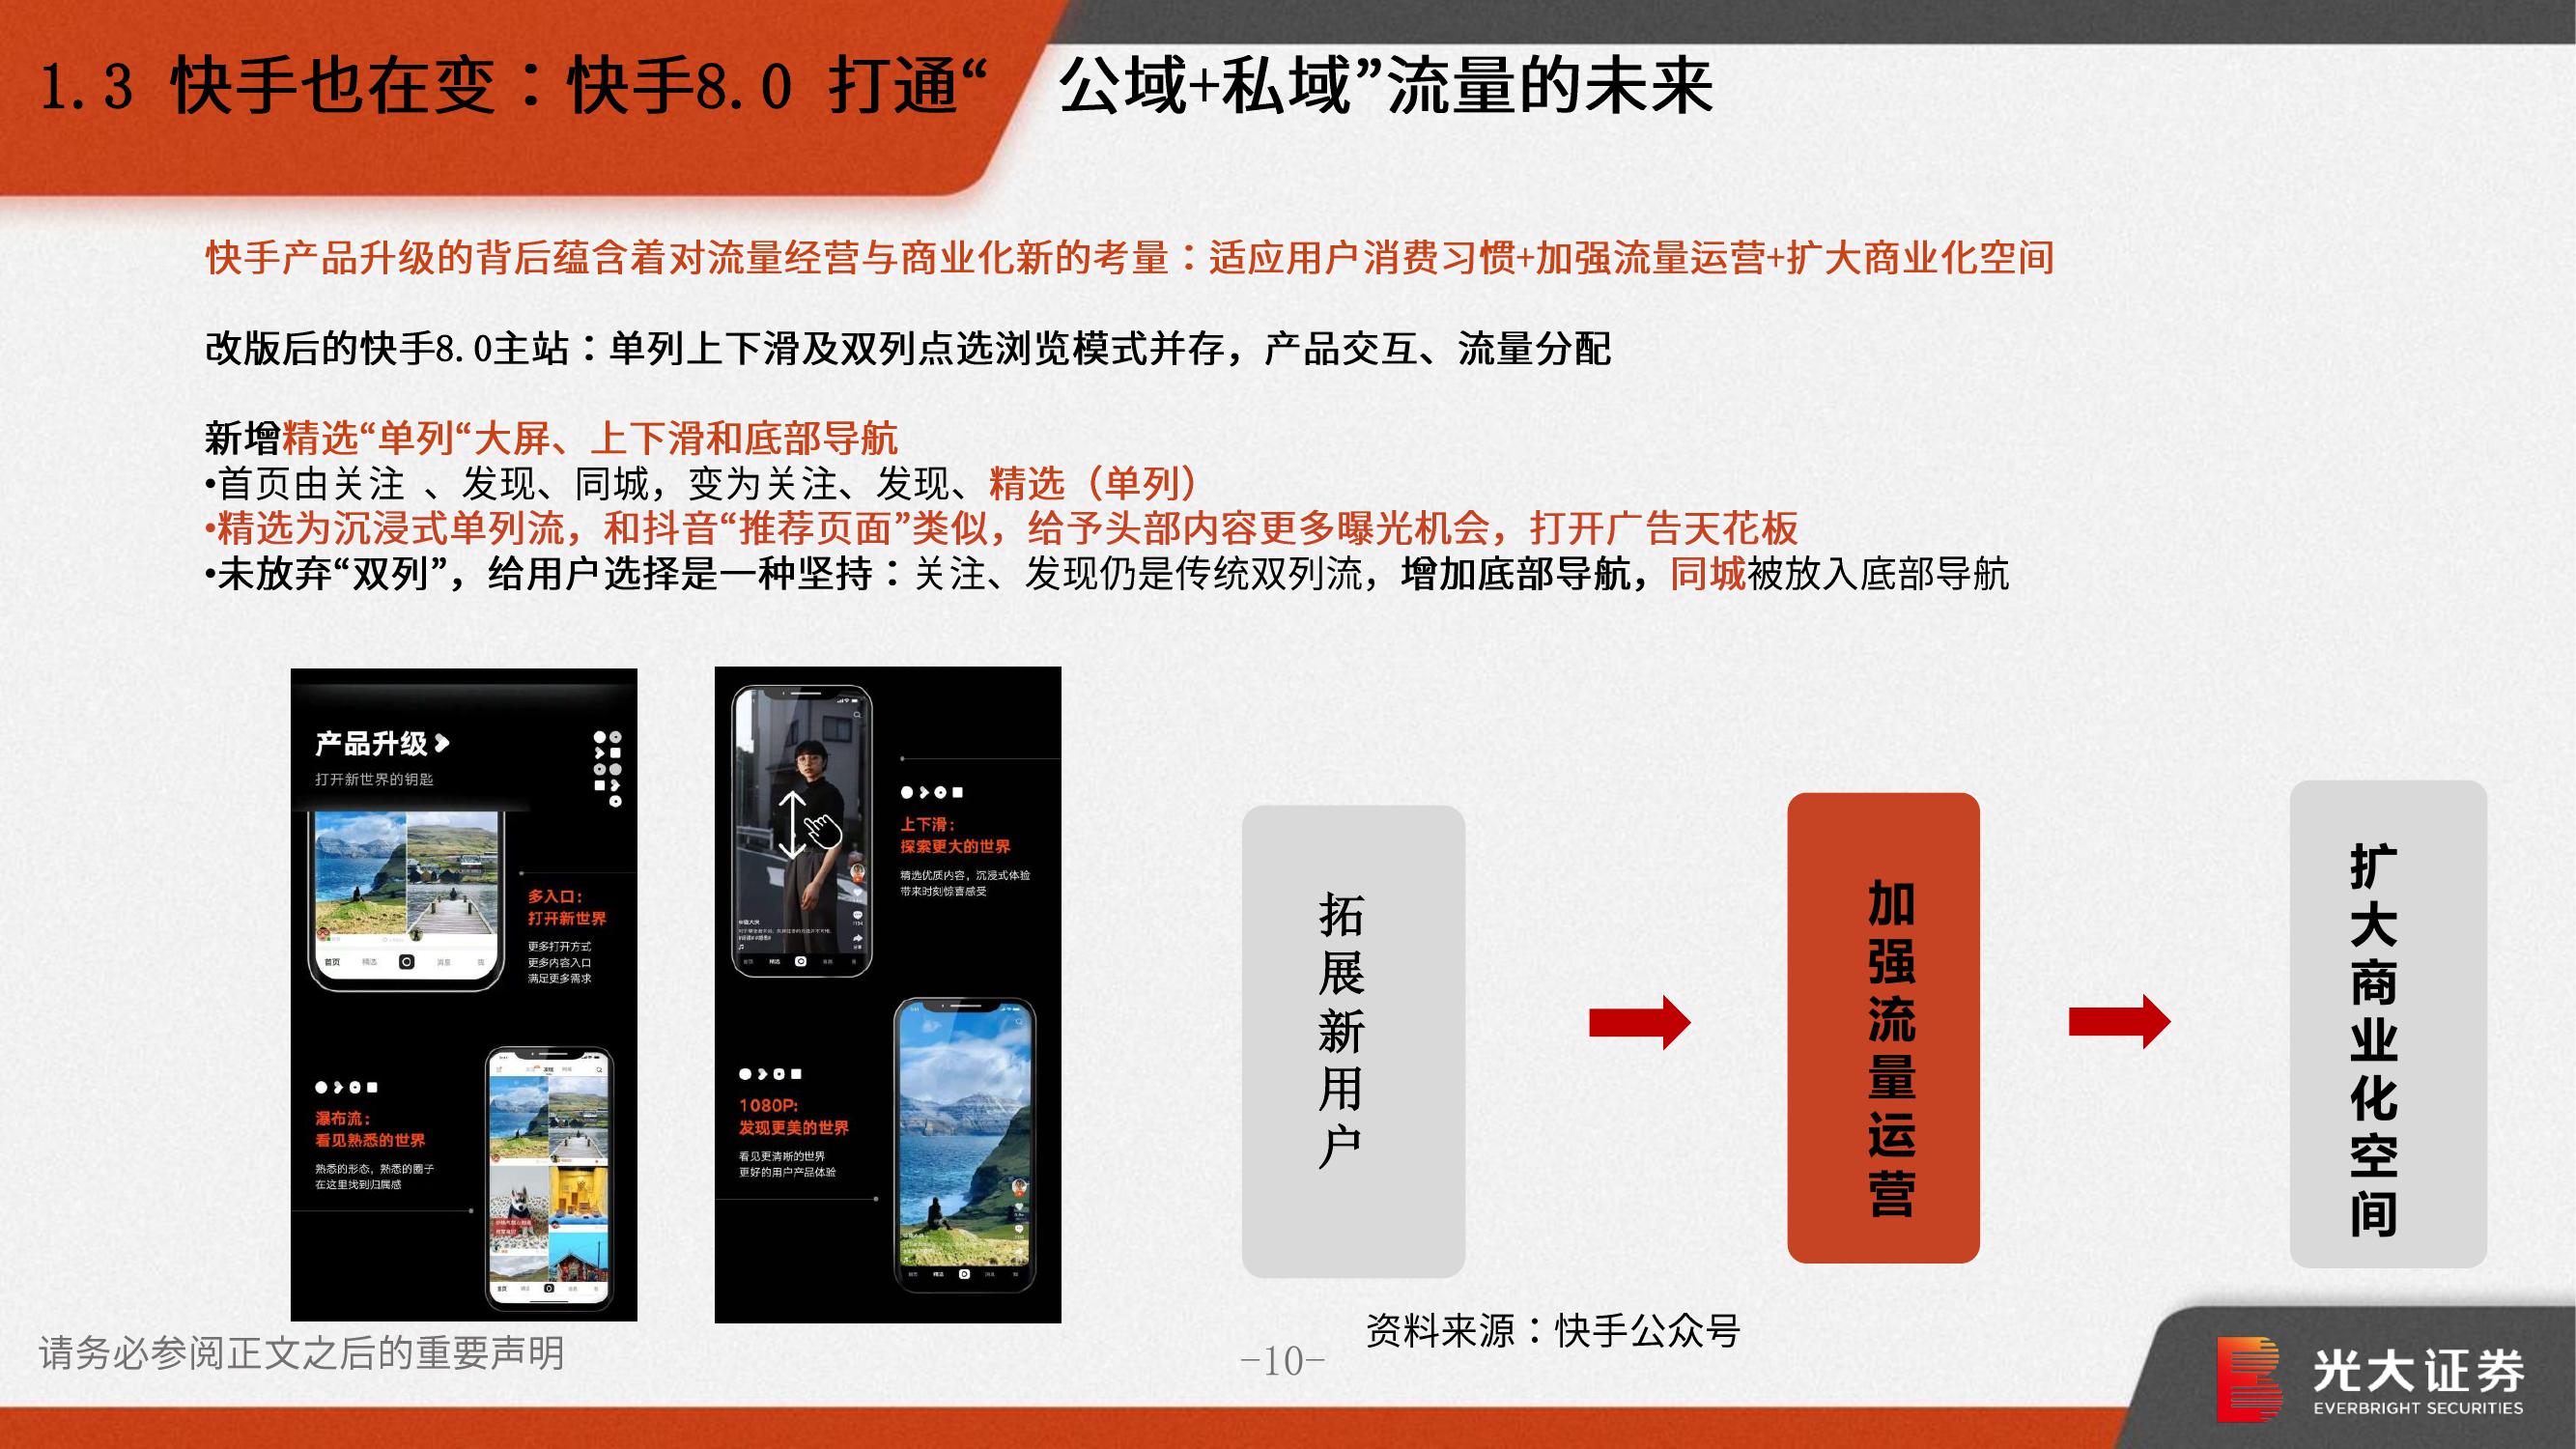 1.3 快手也在变：快手8.0 打通“ 公域+私域”流量的未来
快手产品升级的背后蕴含着对流量经营与商业化新的考量：适应用户消费习惯+加强流量运营+扩大商业化空间
改版后的快手8.0主站：单列上下滑及双列点选浏览模式并存，产品交互、流量分配
新增精选“单列“大屏、上下滑和底部导航
•首页由关注 、发现、同城，变为关注、发现、精选（单列）
•精选为沉浸式单列流，和抖音“推荐页面”类似，给予头部内容更多曝光机会，打开广告天花板
•未放弃“双列”，给用户选择是一种坚持：关注、发现仍是传统双列流，增加底部导航，同城被放入底部导航
产品升级
打开新世界的钥匙
多入口：
打开新世界
更多打开方式
更多内容入口
满足更多需求
首页 精选 消息 我
瀑布流：
看见熟悉的世界
熟悉的形态，熟悉的圈子
在这里找到归属感
上下滑：
探索更大的世界
精选优质内容，沉浸式体验
带来时刻惊喜感受
1080P:
发现更美的世界
看见更清晰的世界
更好的用户产品体验
拓展新用户
加强流量运营
扩大商业化空间
资料来源：快手公众号
请务必参阅正文之后的重要声明
-10-
光大证券
EVERBRIGHT SECURITIES